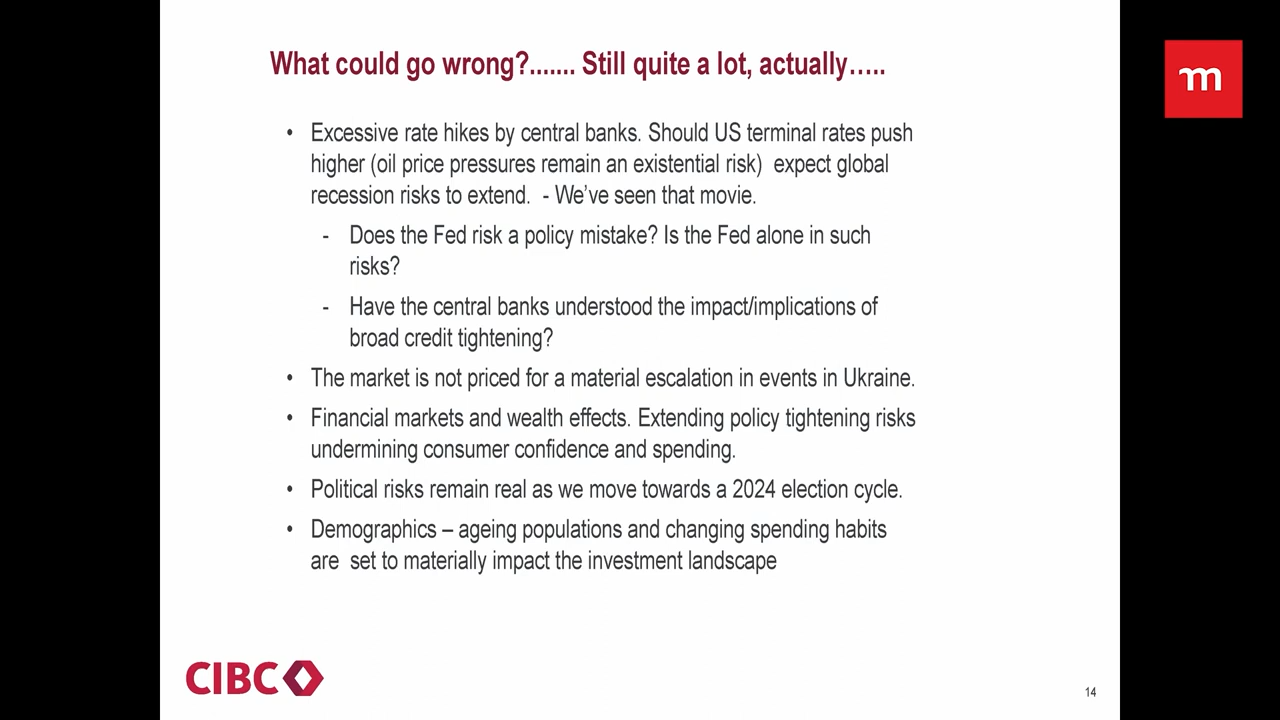 What could go wrong?....... Still quite a lot, actually…..
m
• Excessive rate hikes by central banks. Should US terminal rates push
higher (oil price pressures remain an existential risk)  expect global
recession risks to extend.  - We’ve seen that movie.
- Does the Fed risk a policy mistake? Is the Fed alone in such
risks?
- Have the central banks understood the impact/implications of
broad credit tightening?
• The market is not priced for a material escalation in events in Ukraine.
• Financial markets and wealth effects. Extending policy tightening risks
undermining consumer confidence and spending.
• Political risks remain real as we move towards a 2024 election cycle.
• Demographics – ageing populations and changing spending habits
are  set to materially impact the investment landscape
CIBC
14